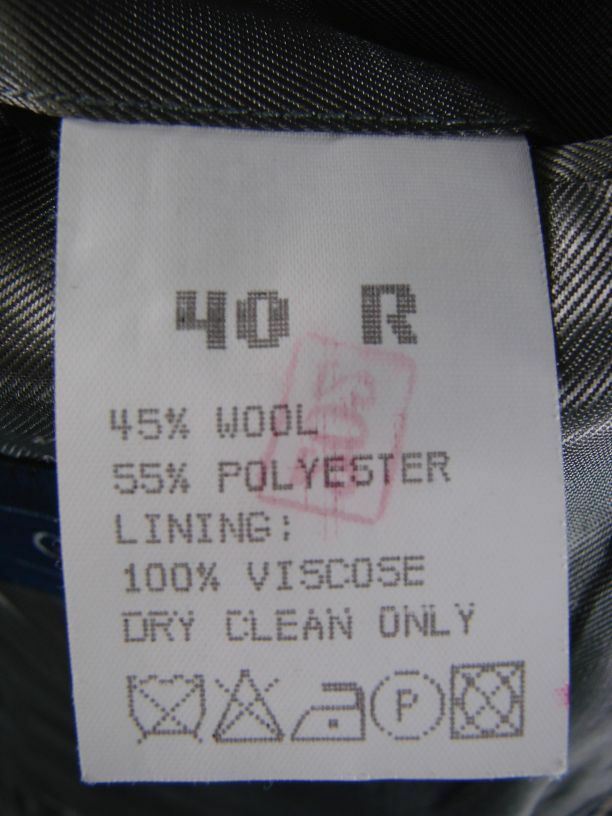 40 R
45% WOOL
55% POLYESTER
LINING:
100% VISCOSE
DRY CLEAN ONLY
P